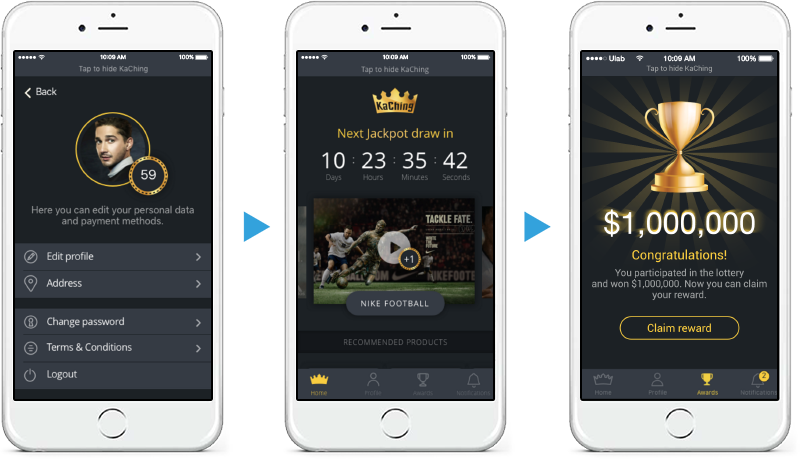 10:09 AM
100%
Tap to hide KaChing
Back
59
Here you can edit your personal data
and payment methods.
Edit profile
Address
Change password
Terms & Conditions
Logout
10:09 AM
100%
Tap to hide KaChing
KaChing
Next Jackpot draw in
10 : 23 : 35 : 42
Days Hours Minutes Seconds
TACKLE FATE.
+1
NIKE FOOTBALL
RECOMMENDED PRODUCTS
Home Profile Awards Notifications
Ulab 10:09 AM 100%
Tap to hide KaChing
$1,000,000
Congratulations!
You participated in the lottery
and won $1,000,000. Now you can claim
your reward.
Claim reward
2
Home Profile Awards Notifications